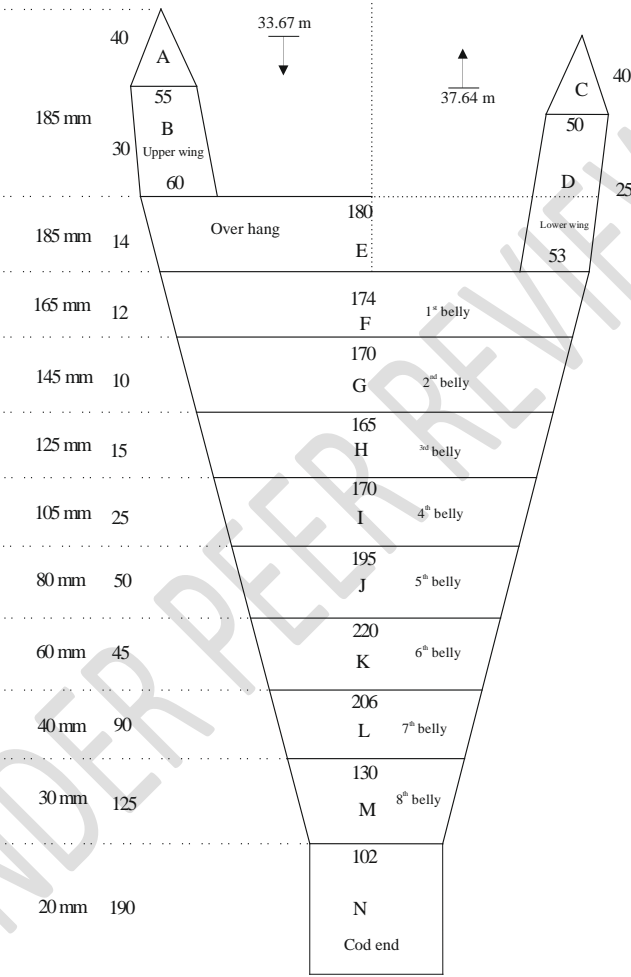 33.67 m
37.64 m
40
A
C
40
55
50
185 mm
B
30
Upper wing
60
D
25
Lower wing
53
180
Over hang
185 mm 14
E
174
165 mm 12
F
1st belly
170
145 mm 10
G
2nd belly
165
125 mm 15
H
3rd belly
170
105 mm 25
I
4th belly
195
80 mm 50
J
5th belly
220
60 mm 45
K
6th belly
206
40 mm 90
L
7th belly
130
30 mm 125
M
8th belly
102
20 mm 190
N
Cod end
UNDER PEER REVIEW